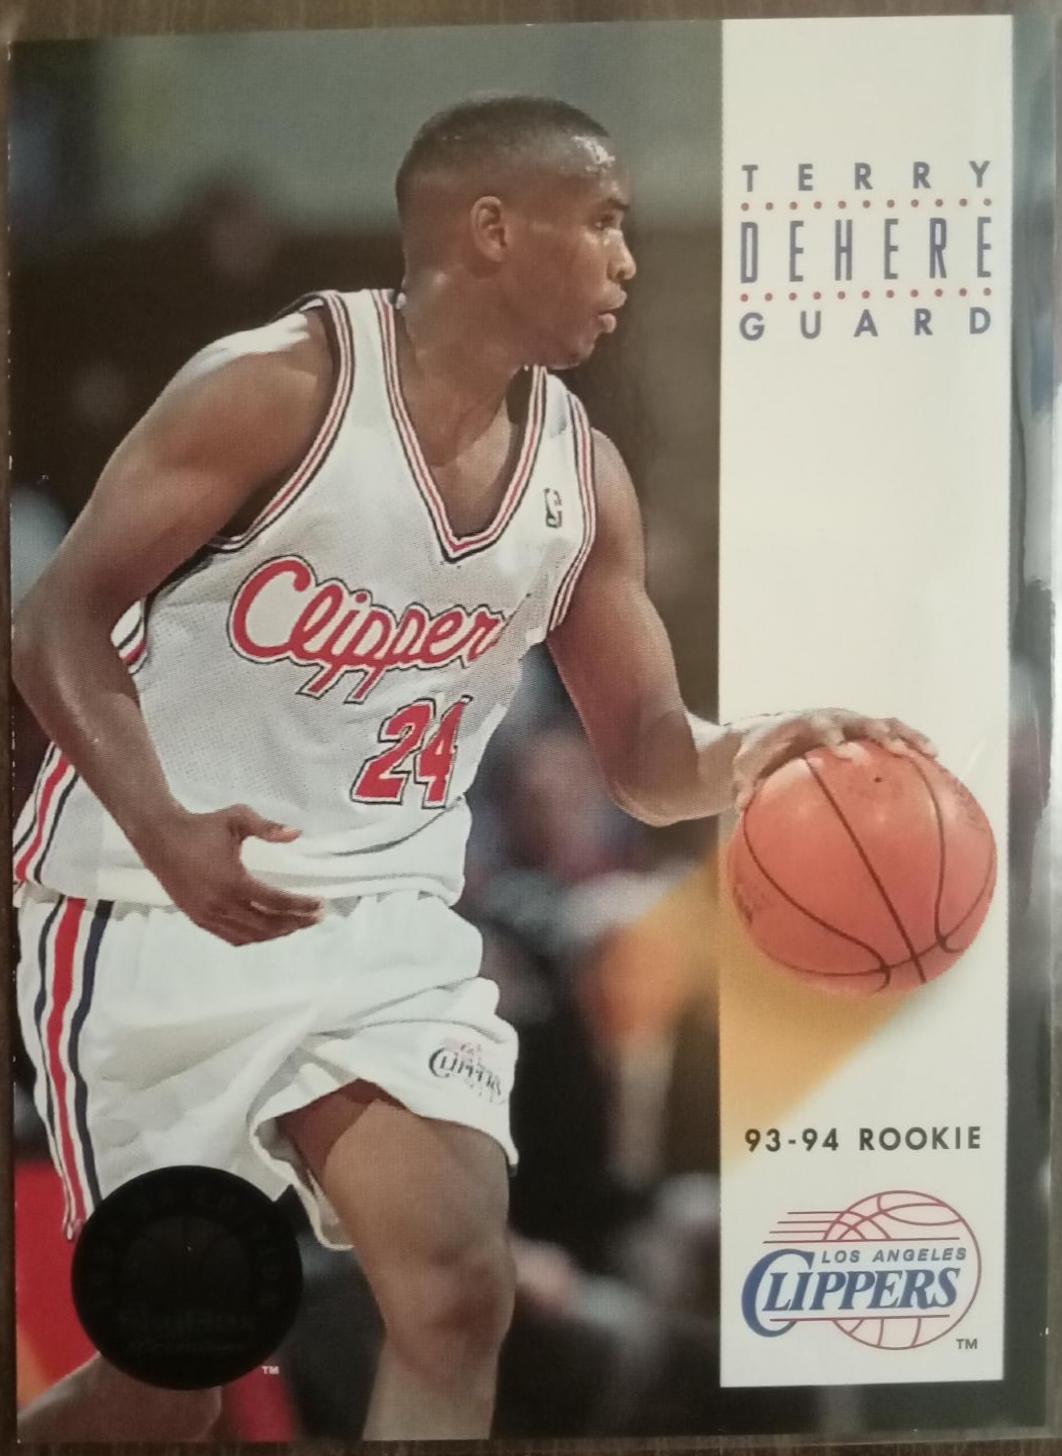 TERRY
DEHERE
GUARD
Clippers
24
CLIPPERS
93-94 ROOKIE
LOS ANGELES
CLIPPERS
TM
TM